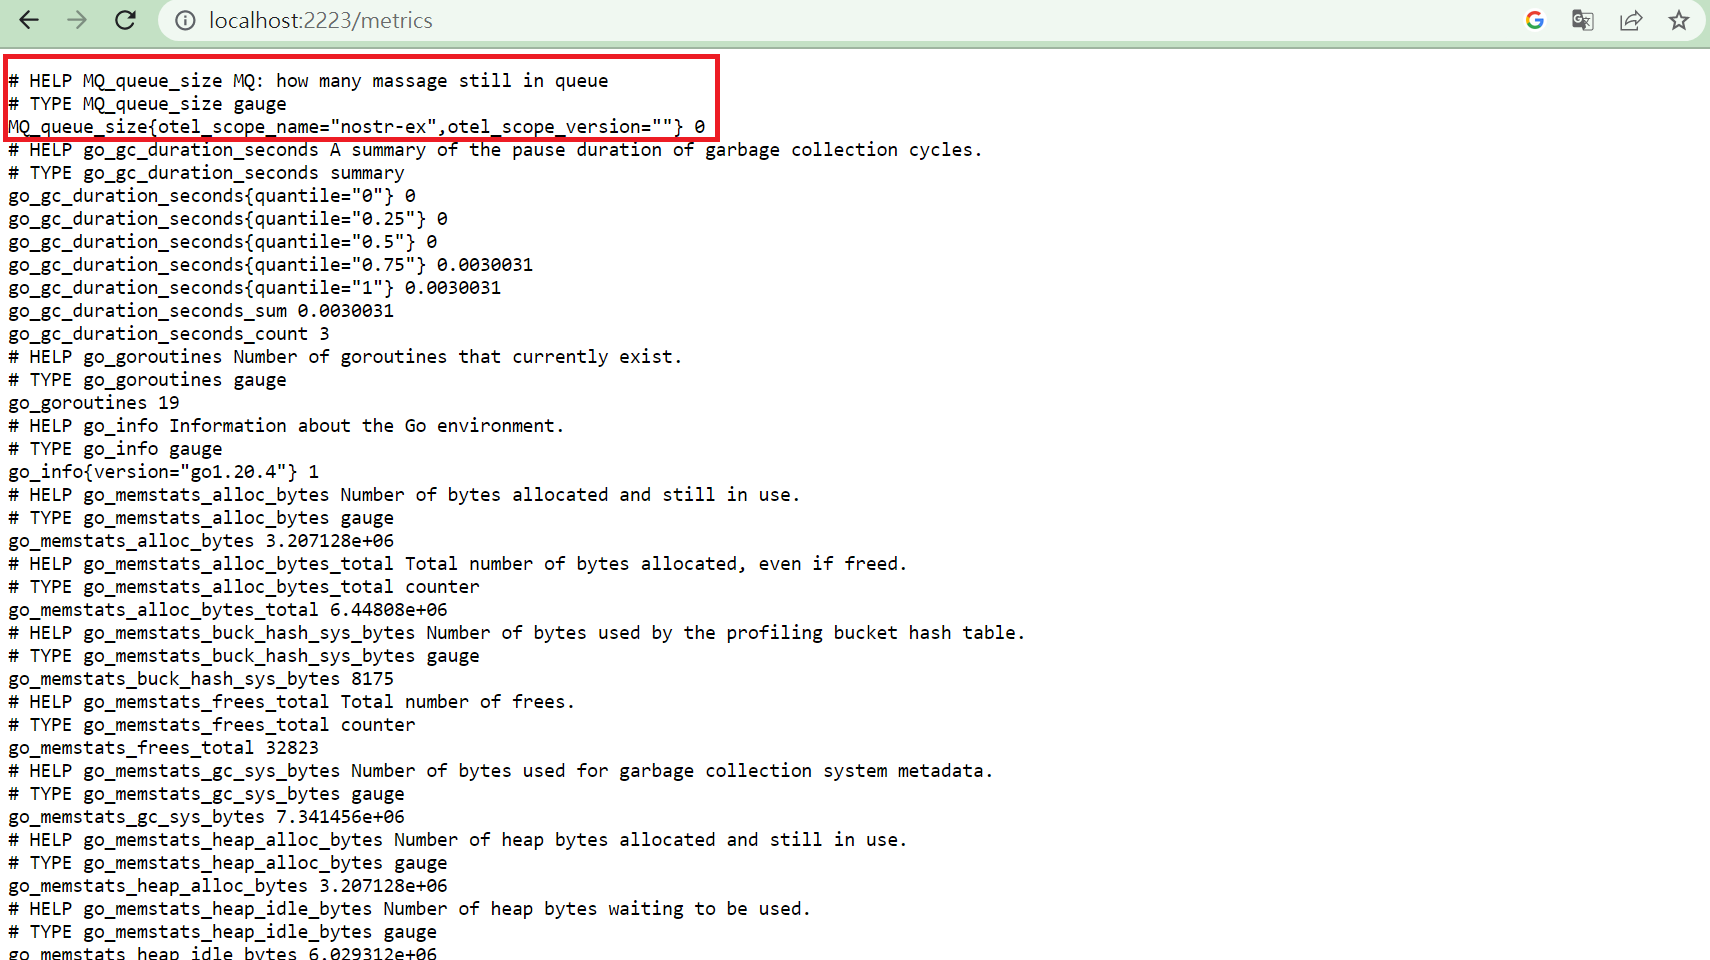 localhost:2223/metrics
# HELP MQ_queue_size MQ: how many massage still in queue
# TYPE MQ_queue_size gauge
MQ_queue_size{otel_scope_name="nostr-ex",otel_scope_version=""} 0
# HELP go_gc_duration_seconds A summary of the pause duration of garbage collection cycles.
# TYPE go_gc_duration_seconds summary
go_gc_duration_seconds{quantile="0"} 0
go_gc_duration_seconds{quantile="0.25"} 0
go_gc_duration_seconds{quantile="0.5"} 0
go_gc_duration_seconds{quantile="0.75"} 0.0030031
go_gc_duration_seconds{quantile="1"} 0.0030031
go_gc_duration_seconds_sum 0.0030031
go_gc_duration_seconds_count 3
# HELP go_goroutines Number of goroutines that currently exist.
# TYPE go_goroutines gauge
go_goroutines 19
# HELP go_info Information about the Go environment.
# TYPE go_info gauge
go_info{version="go1.20.4"} 1
# HELP go_memstats_alloc_bytes Number of bytes allocated and still in use.
# TYPE go_memstats_alloc_bytes gauge
go_memstats_alloc_bytes 3.207128e+06
# HELP go_memstats_alloc_bytes_total Total number of bytes allocated, even if freed.
# TYPE go_memstats_alloc_bytes_total counter
go_memstats_alloc_bytes_total 6.44808e+06
# HELP go_memstats_buck_hash_sys_bytes Number of bytes used by the profiling bucket hash table.
# TYPE go_memstats_buck_hash_sys_bytes gauge
go_memstats_buck_hash_sys_bytes 8175
# HELP go_memstats_frees_total Total number of frees.
# TYPE go_memstats_frees_total counter
go_memstats_frees_total 32823
# HELP go_memstats_gc_sys_bytes Number of bytes used for garbage collection system metadata.
# TYPE go_memstats_gc_sys_bytes gauge
go_memstats_gc_sys_bytes 7.341456e+06
# HELP go_memstats_heap_alloc_bytes Number of heap bytes allocated and still in use.
# TYPE go_memstats_heap_alloc_bytes gauge
go_memstats_heap_alloc_bytes 3.207128e+06
# HELP go_memstats_heap_idle_bytes Number of heap bytes waiting to be used.
# TYPE go_memstats_heap_idle_bytes gauge
go_memstats_heap_idle_bytes 6.029312e+06